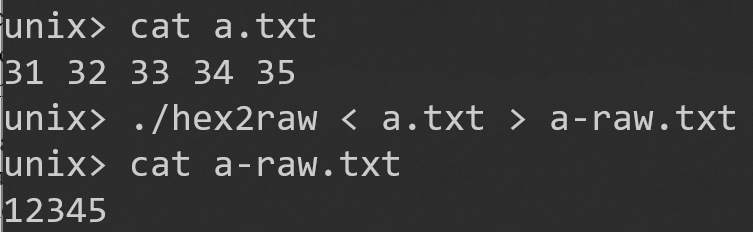 unix> cat a.txt
31 32 33 34 35
unix> ./hex2raw < a.txt > a-raw.txt
unix> cat a-raw.txt
12345